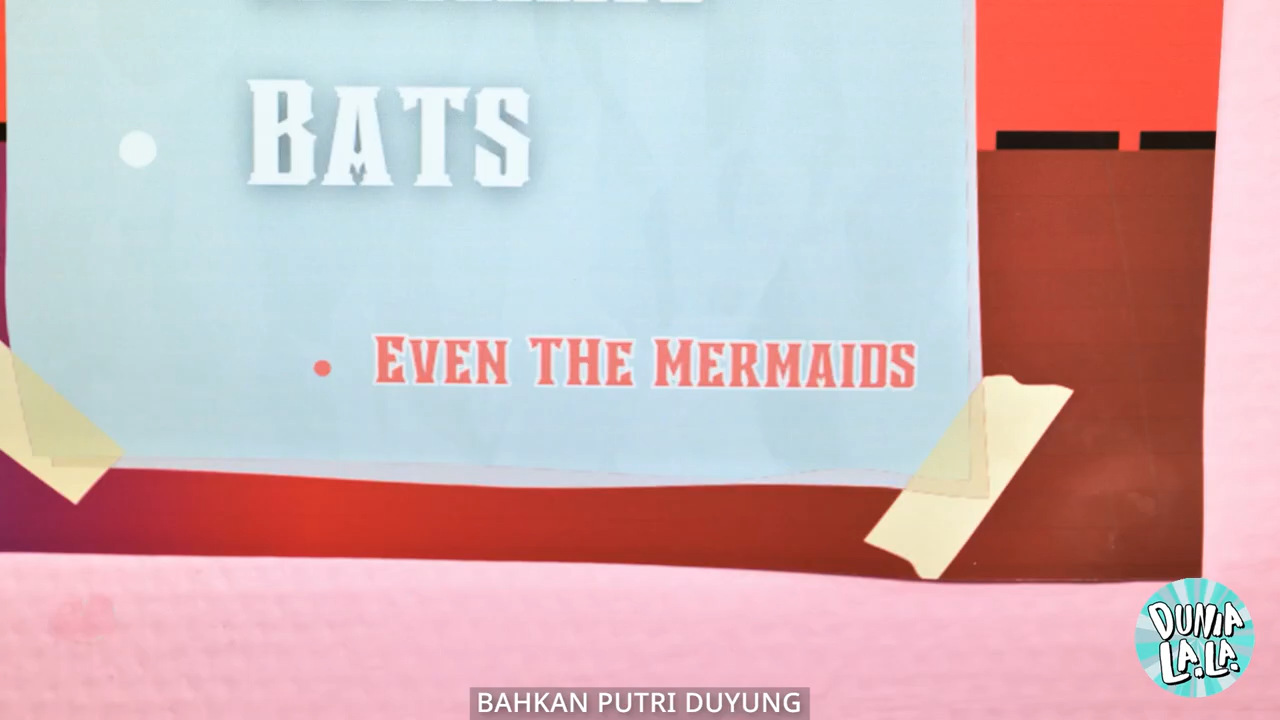 Bats
Even The Mermaids
DUNIA
LA.LA.
BAHKAN PUTRI DUYUNG